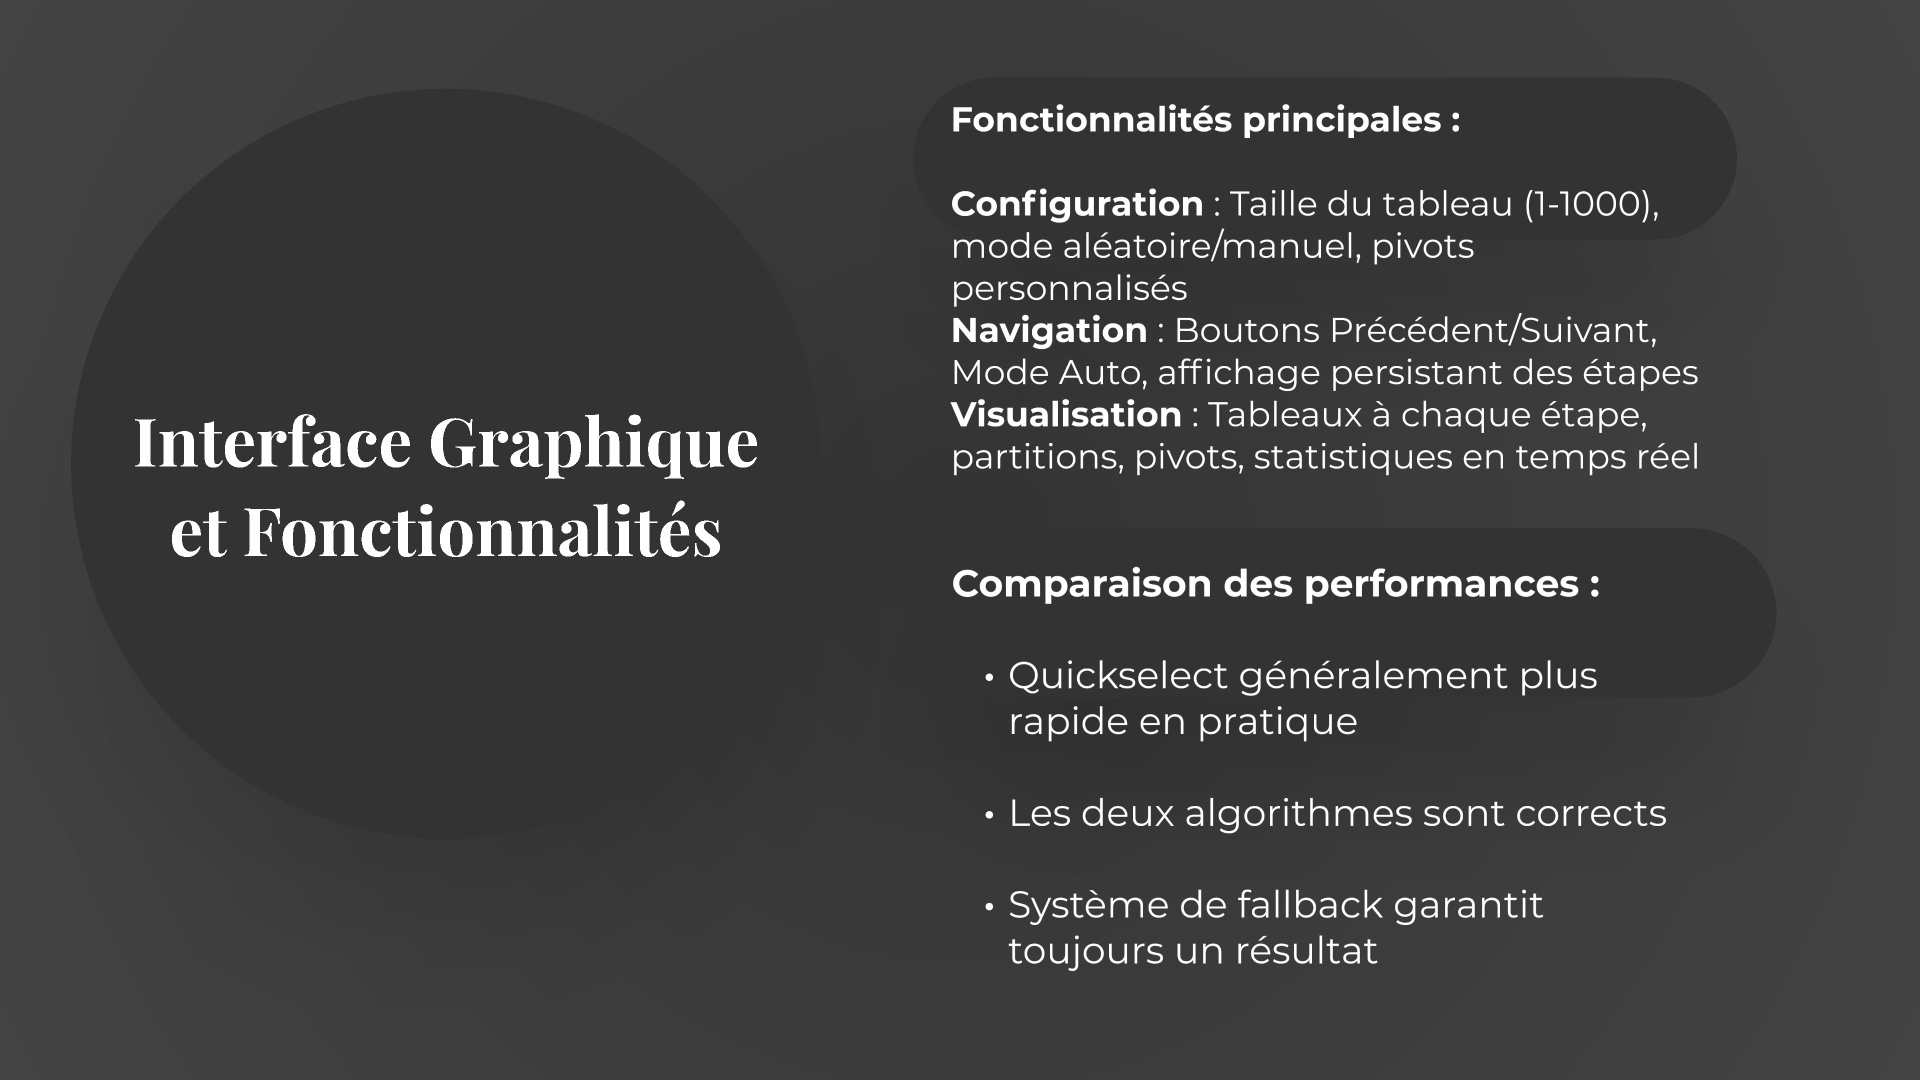 Interface Graphique
et Fonctionnalités
Fonctionnalités principales :
Configuration : Taille du tableau (1-1000),
mode aléatoire/manuel, pivots
personnalisés
Navigation : Boutons Précédent/Suivant,
Mode Auto, affichage persistant des étapes
Visualisation : Tableaux à chaque étape,
partitions, pivots, statistiques en temps réel
Comparaison des performances :
• Quickselect généralement plus
rapide en pratique
• Les deux algorithmes sont corrects
• Système de fallback garantit
toujours un résultat